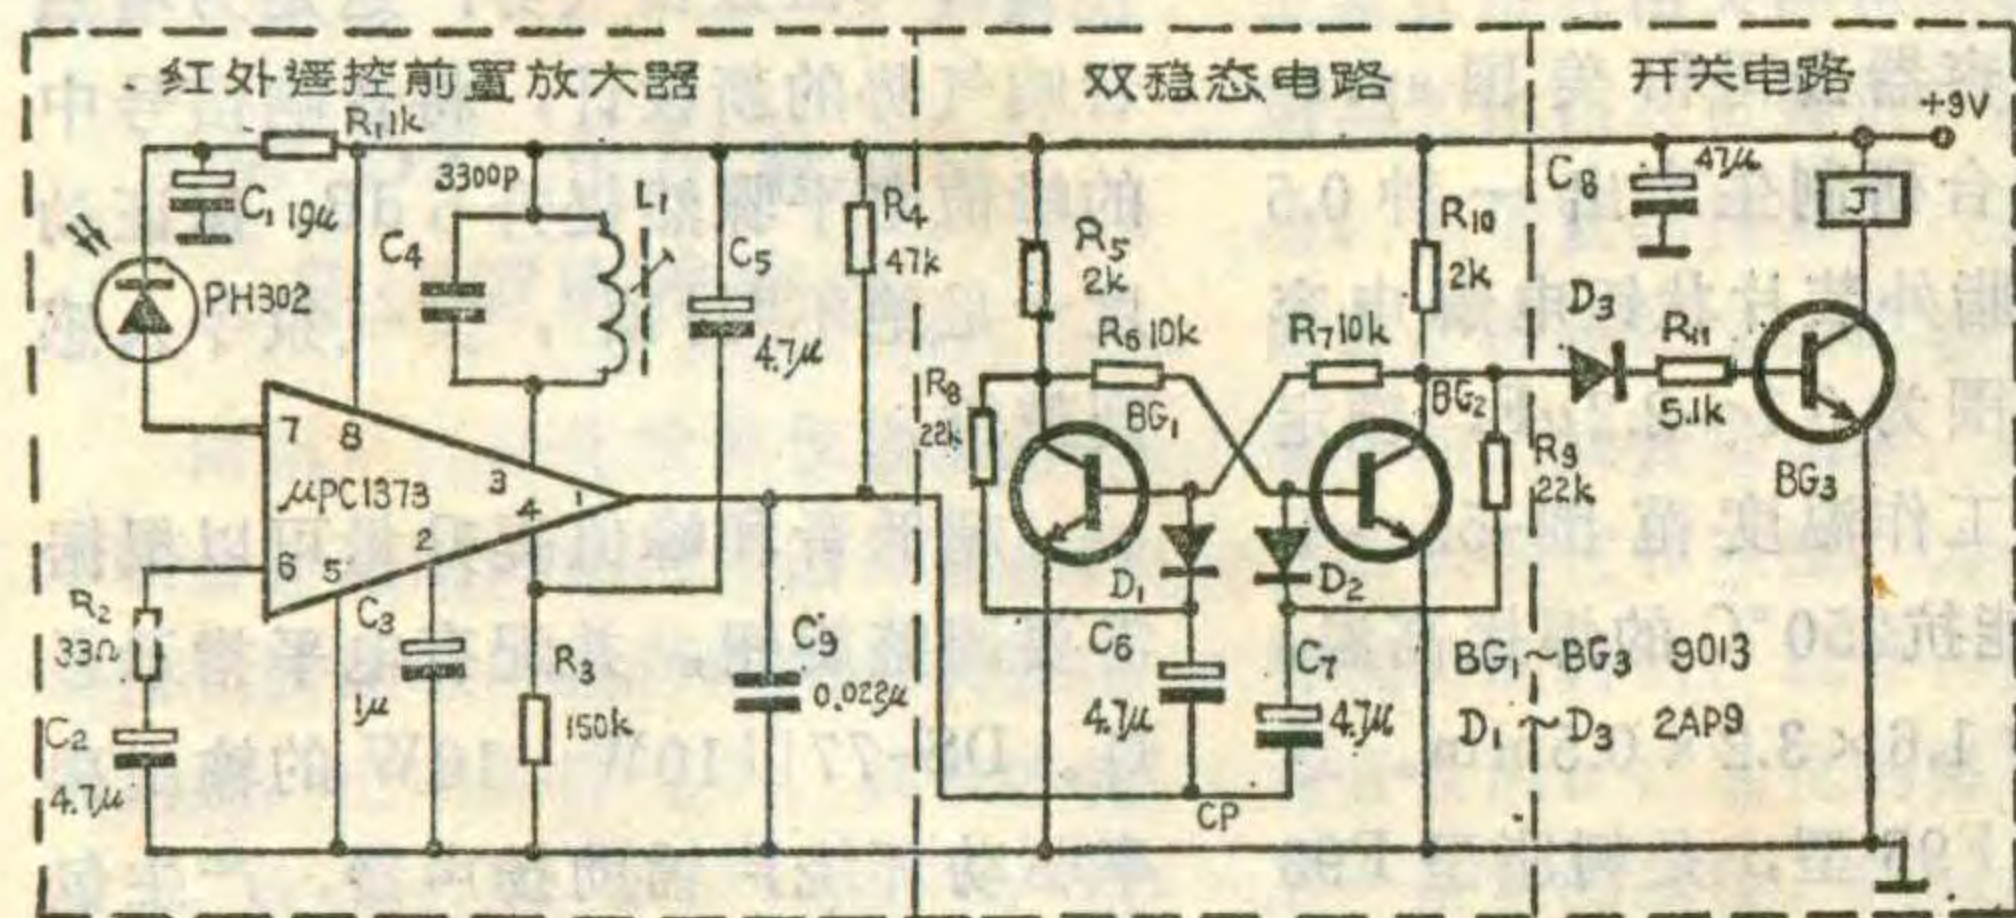 红外遥控前置放大器
双稳态电路
开关电路
+9V
R₁ 1k
C₁ 10μ
PH302
3300P
C₄
L₁
C₅
4.7μ
R₄
47k
R₅
2k
R₆ 10k
R₇ 10k
R₈
22k
BG₁
BG₂
R₁₀
2k
R₉
22k
C₈
47μ
J
D₃
R₁₁
5.1k
BG₃
7
8
μPC1373
3
4
1
2
6
5
R₂
33Ω
C₂
4.7μ
C₃
1μ
R₃
150k
C₉
0.022μ
D₁
D₂
C₆
4.7μ
C₇
4.7μ
CP
BG₁~BG₃ 9013
D₁~D₃ 2AP9